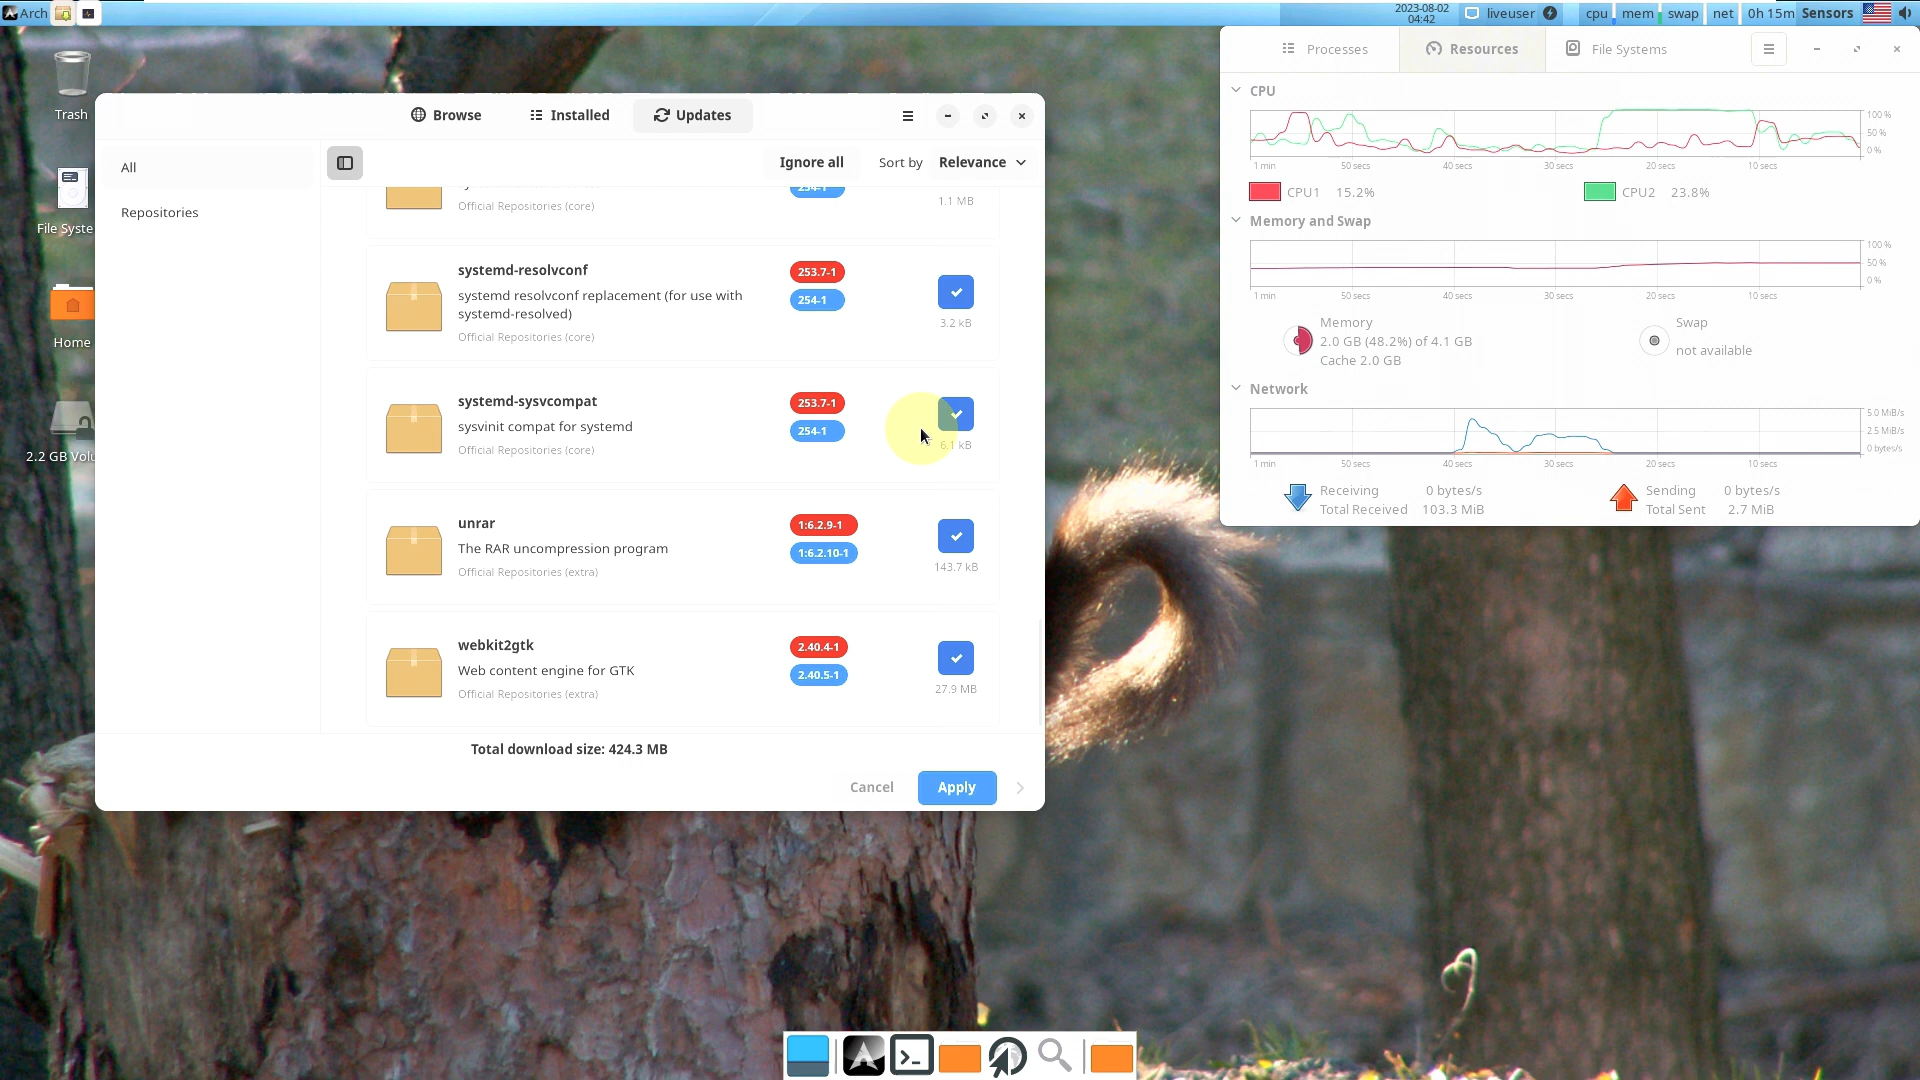 Arch
2023-08-02
04:42
liveuser
cpu
mem
swap
net
0h 15m
Sensors
Trash
File Syste
Home
2.2 GB Volu
Browse
Installed
Updates
All
Repositories
Ignore all
Sort by
Relevance
254-1
Official Repositories (core)
1.1 MB
systemd-resolvconf
systemd resolvconf replacement (for use with
systemd-resolved)
Official Repositories (core)
253.7-1
254-1
3.2 kB
systemd-sysvcompat
sysvinit compat for systemd
Official Repositories (core)
253.7-1
254-1
6.1 kB
unrar
The RAR uncompression program
Official Repositories (extra)
1:6.2.9-1
1:6.2.10-1
143.7 kB
webkit2gtk
Web content engine for GTK
Official Repositories (extra)
2.40.4-1
2.40.5-1
27.9 MB
Total download size: 424.3 MB
Cancel
Apply
Processes
Resources
File Systems
CPU
100 %
50 %
0 %
1 min
50 secs
40 secs
30 secs
20 secs
10 secs
CPU1 15.2%
CPU2 23.8%
Memory and Swap
100 %
50 %
0 %
1 min
50 secs
40 secs
30 secs
20 secs
10 secs
Memory
2.0 GB (48.2%) of 4.1 GB
Cache 2.0 GB
Swap
not available
Network
5.0 MiB/s
2.5 MiB/s
0 bytes/s
1 min
50 secs
40 secs
30 secs
20 secs
10 secs
Receiving 0 bytes/s
Total Received 103.3 MiB
Sending 0 bytes/s
Total Sent 2.7 MiB